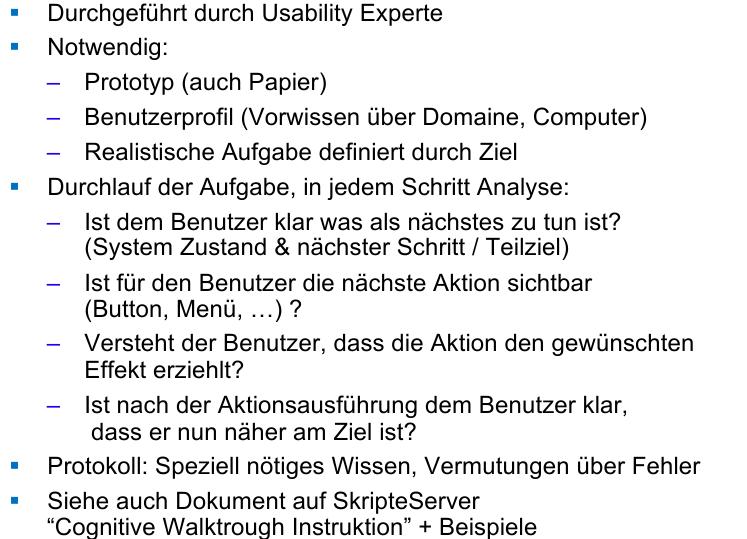 ▪ Durchgeführt durch Usability Experte
▪ Notwendig:
– Prototyp (auch Papier)
– Benutzerprofil (Vorwissen über Domaine, Computer)
– Realistische Aufgabe definiert durch Ziel
▪ Durchlauf der Aufgabe, in jedem Schritt Analyse:
– Ist dem Benutzer klar was als nächstes zu tun ist?
(System Zustand & nächster Schritt / Teilziel)
– Ist für den Benutzer die nächste Aktion sichtbar
(Button, Menü, …) ?
– Versteht der Benutzer, dass die Aktion den gewünschten
Effekt erziehlt?
– Ist nach der Aktionsausführung dem Benutzer klar,
dass er nun näher am Ziel ist?
▪ Protokoll: Speziell nötiges Wissen, Vermutungen über Fehler
▪ Siehe auch Dokument auf SkripteServer
“Cognitive Walktrough Instruktion” + Beispiele